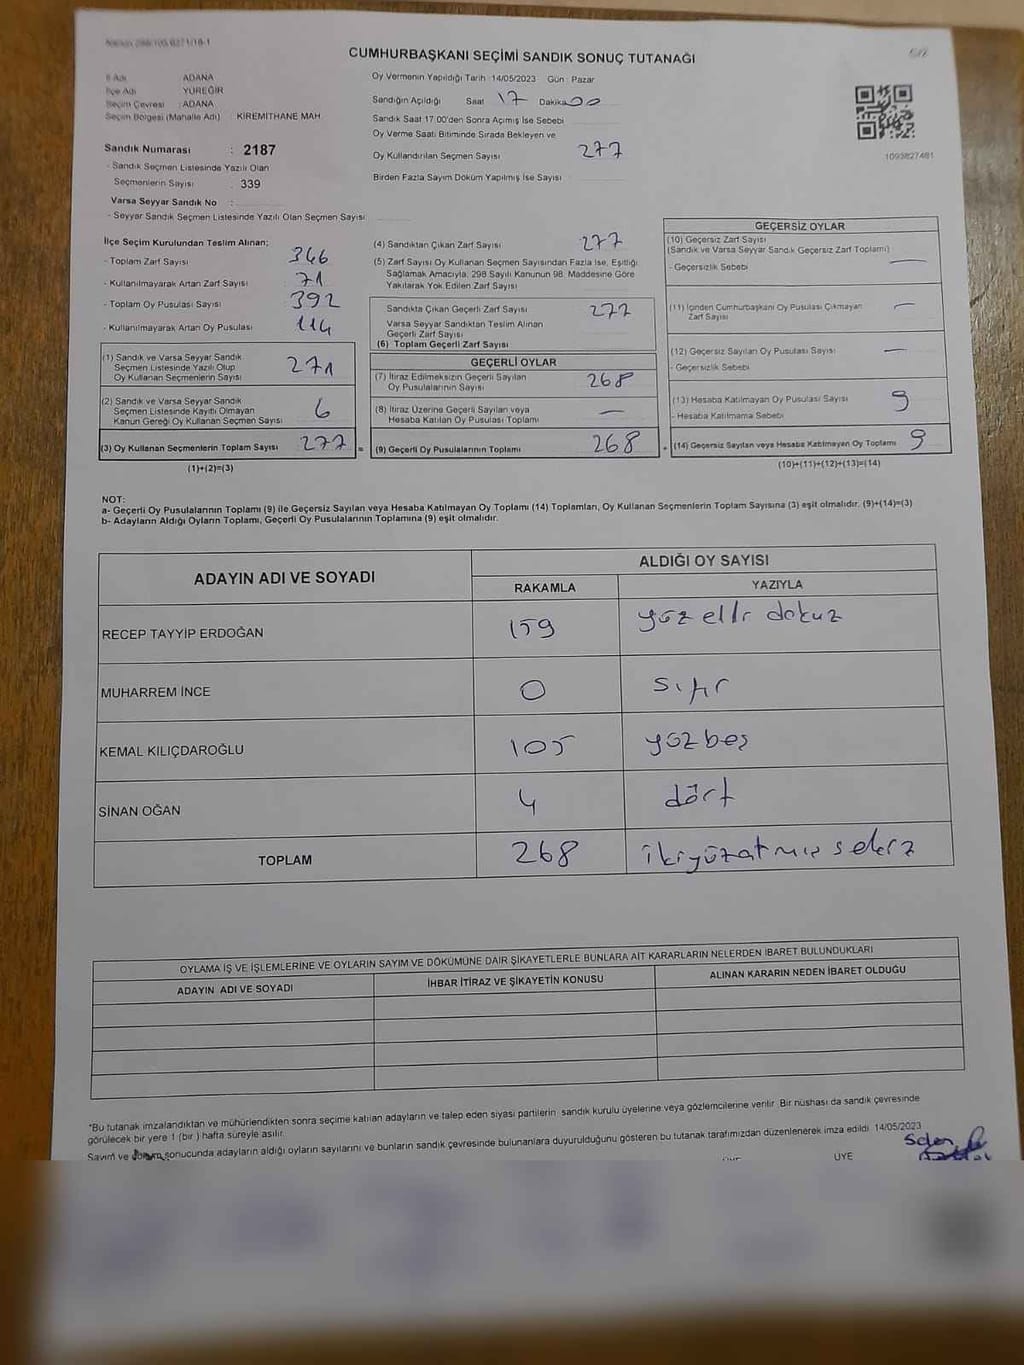 CUMHURBAŞKANI SEÇİMİ SANDIK SONUÇ TUTANAĞI
İl Adı : ADANA
İlçe Adı : YÜREĞİR
Seçim Çevresi : ADANA
Seçim Bölgesi (Mahalle Adı) : KİREMİTHANE MAH.
Sandık Numarası : 2187
- Sandık Seçmen Listesinde Yazılı Olan
Seçmenlerin Sayısı : 339
Varsa Seyyar Sandık No :
- Seyyar Sandık Seçmen Listesinde Yazılı Olan Seçmen Sayısı
Oy Vermenin Yapıldığı Tarih : 14/05/2023 Gün : Pazar
Sandığın Açıldığı Saat 17 Dakika 00
Sandık Saat 17:00'den Sonra Açılmış İse Sebebi
Oy Verme Saati Bitiminde Sırada Bekleyen ve
Oy Kullandırılan Seçmen Sayısı 277
Birden Fazla Sayım Döküm Yapılmış İse Sayısı
1093827461
İlçe Seçim Kurulundan Teslim Alınan;
- Toplam Zarf Sayısı 346
- Kullanılmayarak Artan Zarf Sayısı 71
- Toplam Oy Pusulası Sayısı 392
- Kullanılmayarak Artan Oy Pusulası 114
(1) Sandık ve Varsa Seyyar Sandık
Seçmen Listesinde Yazılı Olup
Oy Kullanan Seçmenlerin Sayısı 271
(2) Sandık ve Varsa Seyyar Sandık
Seçmen Listesinde Kayıtlı Olmayan
Kanun Gereği Oy Kullanan Seçmen Sayısı 6
(3) Oy Kullanan Seçmenlerin Toplam Sayısı 277 =
(1)+(2)=(3)
(4) Sandıktan Çıkan Zarf Sayısı 277
(5) Zarf Sayısı Oy Kullanan Seçmen Sayısından Fazla İse, Eşitliği
Sağlamak Amacıyla, 298 Sayılı Kanunun 98. Maddesine Göre
Yakılarak Yok Edilen Zarf Sayısı
Sandıkta Çıkan Geçerli Zarf Sayısı 277
Varsa Seyyar Sandıktan Teslim Alınan
Geçerli Zarf Sayısı
(6) Toplam Geçerli Zarf Sayısı
GEÇERLİ OYLAR
(7) İtiraz Edilmeksizin Geçerli Sayılan
Oy Pusulalarının Sayısı 268
(8) İtiraz Üzerine Geçerli Sayılan veya
Hesaba Katılan Oy Pusulası Toplamı —
(9) Geçerli Oy Pusulalarının Toplamı 268 +
GEÇERSİZ OYLAR
(10) Geçersiz Zarf Sayısı
(Sandık ve Varsa Seyyar Sandık Geçersiz Zarf Toplamı) —
- Geçersizlik Sebebi
(11) İçinden Cumhurbaşkanı Oy Pusulası Çıkmayan —
Zarf Sayısı
(12) Geçersiz Sayılan Oy Pusulası Sayısı —
- Geçersizlik Sebebi
(13) Hesaba Katılmayan Oy Pusulası Sayısı 9
- Hesaba Katılmama Sebebi
(14) Geçersiz Sayılan veya Hesaba Katılmayan Oy Toplamı 9
(10)+(11)+(12)+(13)=(14)
NOT:
a- Geçerli Oy Pusulalarının Toplamı (9) ile Geçersiz Sayılan veya Hesaba Katılmayan Oy Toplamı (14) Toplamları, Oy Kullanan Seçmenlerin Toplam Sayısına (3) eşit olmalıdır. (9)+(14)=(3)
b- Adayların Aldığı Oyların Toplamı, Geçerli Oy Pusulalarının Toplamına (9) eşit olmalıdır.
ADAYIN ADI VE SOYADI ALDIĞI OY SAYISI
RAKAMLA YAZIYLA
RECEP TAYYİP ERDOĞAN 159 yüz elli dokuz
MUHARREM İNCE 0 sıfır
KEMAL KILIÇDAROĞLU 105 yüzbeş
SİNAN OĞAN 4 dört
TOPLAM 268 ikiyüzatmış sekiz
OYLAMA İŞ VE İŞLEMLERİNE VE OYLARIN SAYIM VE DÖKÜMÜNE DAİR ŞİKAYETLERLE BUNLARA AİT KARARLARIN NELERDEN İBARET BULUNDUKLARI
ADAYIN ADI VE SOYADI İHBAR İTİRAZ VE ŞİKAYETİN KONUSU ALINAN KARARIN NEDEN İBARET OLDUĞU
*Bu tutanak imzalandıktan ve mühürlendikten sonra seçime katılan adayların ve talep eden siyasi partilerin sandık kurulu üyelerine veya gözlemcilerine verilir. Bir nüshası da sandık çevresinde
görülecek bir yere 1 (bir) hafta süreyle asılır.
Sayım ve döküm sonucunda adayların aldığı oyların sayılarını ve bunların sandık çevresinde bulunanlara duyurulduğunu gösteren bu tutanak tarafımızdan düzenlenerek imza edildi. 14/05/2023
ÜYE